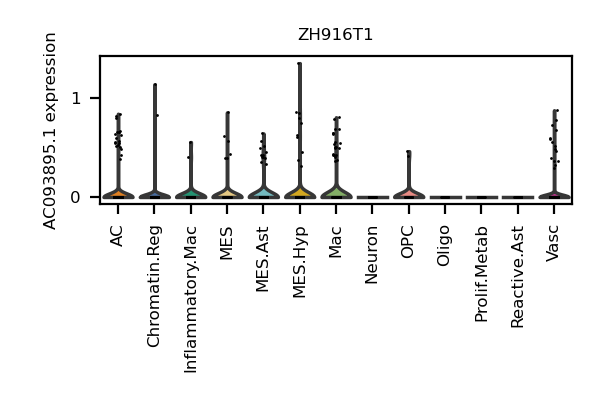 ZH916T1
AC093895.1 expression
1
0
AC
Chromatin.Reg
Inflammatory.Mac
MES
MES.Ast
MES.Hyp
Mac
Neuron
OPC
Oligo
Prolif.Metab
Reactive.Ast
Vasc